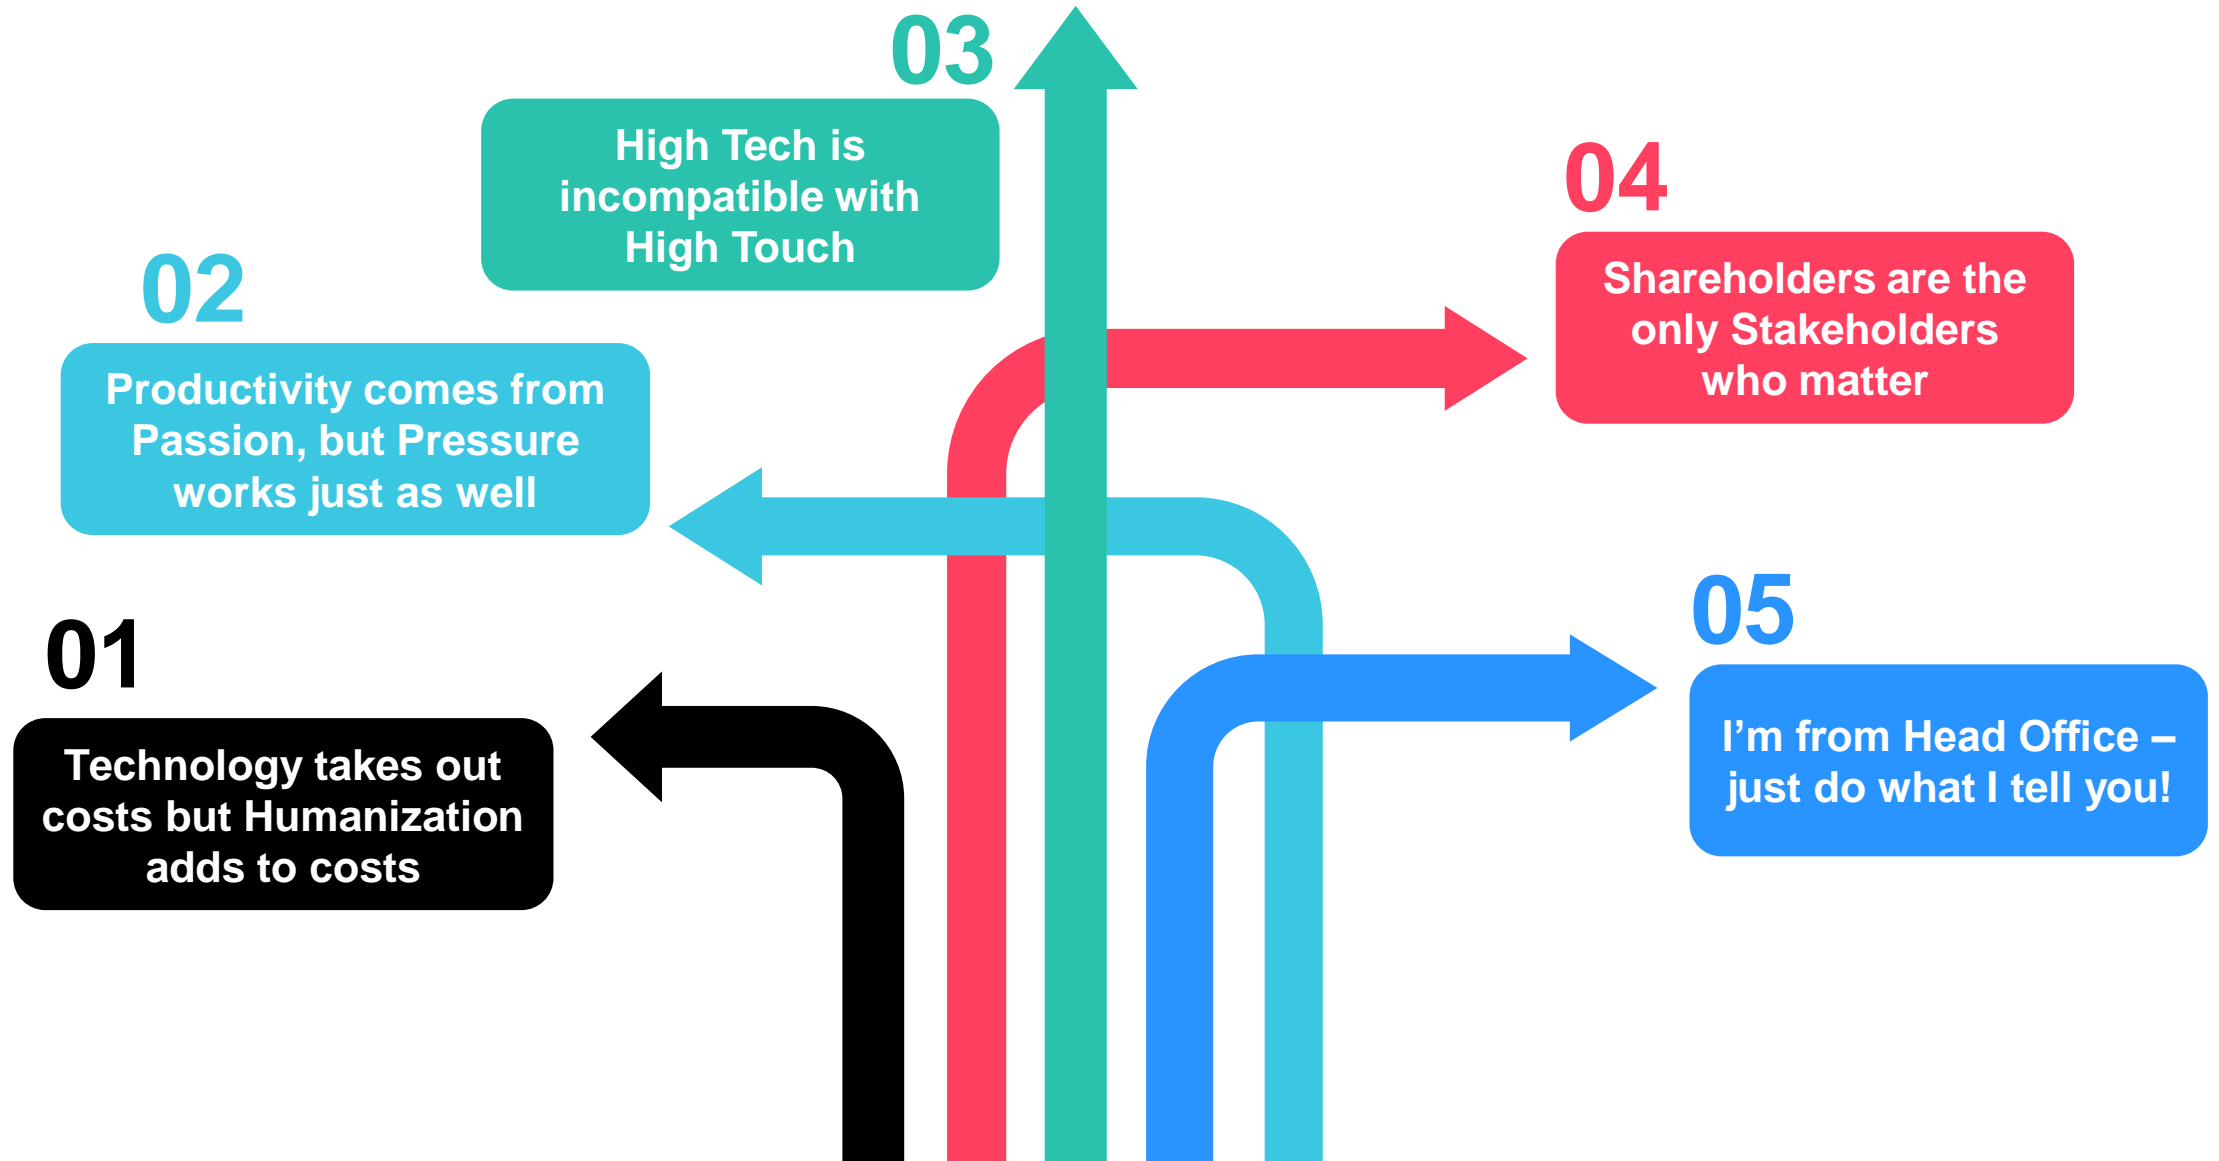 01
Technology takes out
costs but Humanization
adds to costs
02
Productivity comes from
Passion, but Pressure
works just as well
03
High Tech is
incompatible with
High Touch
04
Shareholders are the
only Stakeholders
who matter
05
I’m from Head Office –
just do what I tell you!